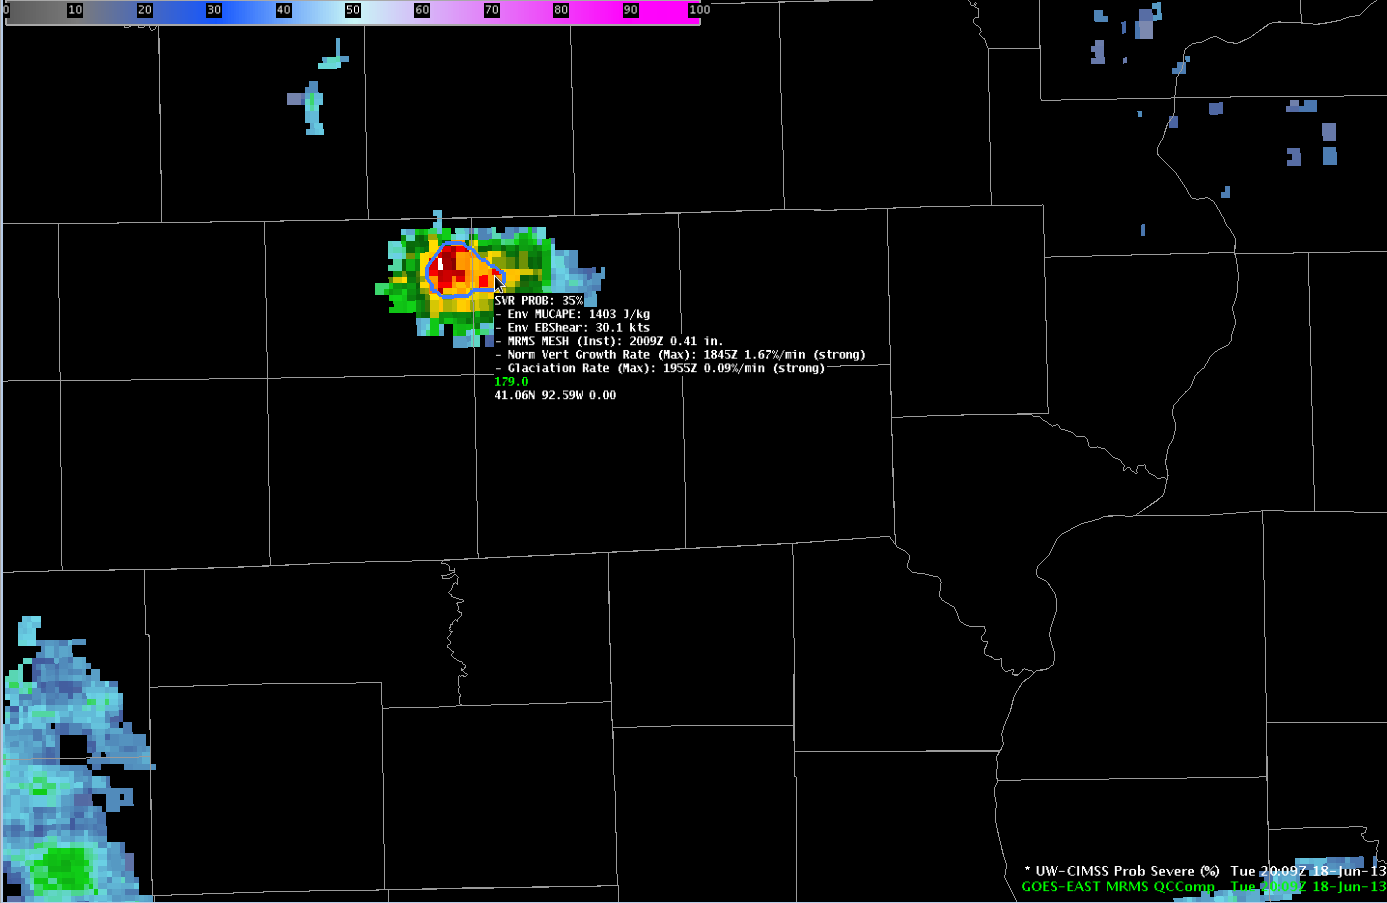 0 10 20 30 40 50 60 70 80 90 100
SVR PROB: 35%
- Env MUCAPE: 1403 J/kg
- Env EBShear: 30.1 kts
- MRMS MESH (Inst): 2009Z 0.41 in.
- Norm Vert Growth Rate (Max): 1845Z 1.67%/min (strong)
- Glaciation Rate (Max): 1955Z 0.09%/min (strong)
179.0
41.06N 92.59W 0.00
* UW-CIMSS Prob Severe (%) Tue 20:09Z 18-Jun-13
GOES-EAST MRMS QCComp Tue 20:09Z 18-Jun-13